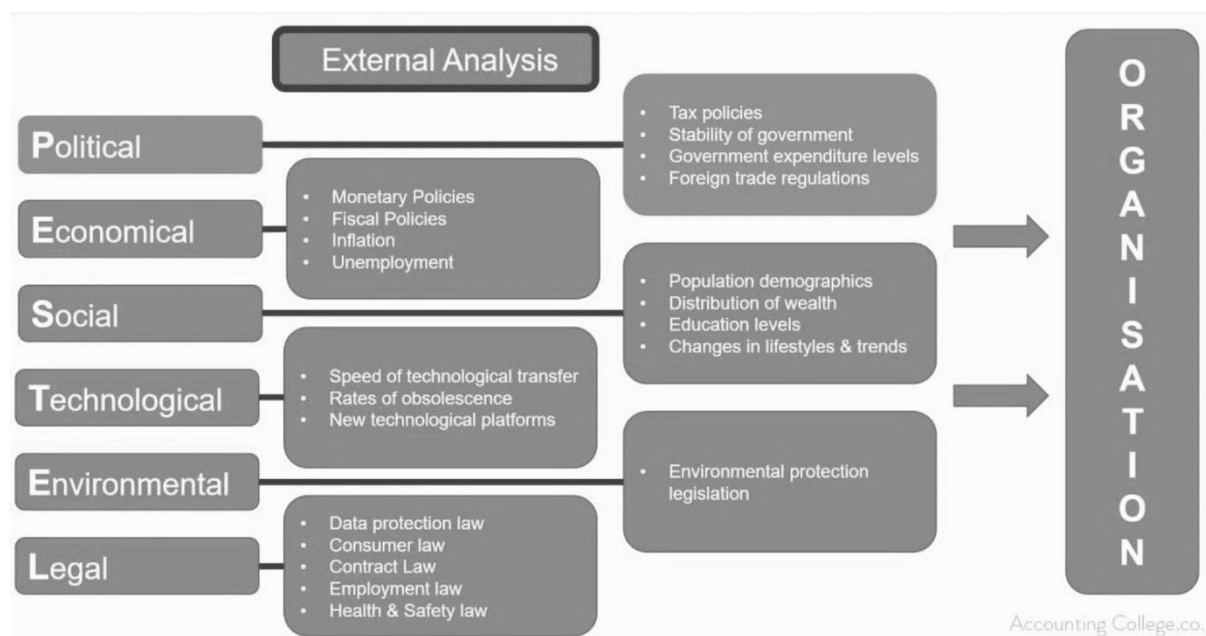 External Analysis
Political
• Tax policies
• Stability of government
• Government expenditure levels
• Foreign trade regulations
Economical
• Monetary Policies
• Fiscal Policies
• Inflation
• Unemployment
Social
• Population demographics
• Distribution of wealth
• Education levels
• Changes in lifestyles & trends
Technological
• Speed of technological transfer
• Rates of obsolescence
• New technological platforms
Environmental
• Environmental protection
legislation
Legal
• Data protection law
• Consumer law
• Contract Law
• Employment law
• Health & Safety law
ORGANISATION
Accounting College.co.